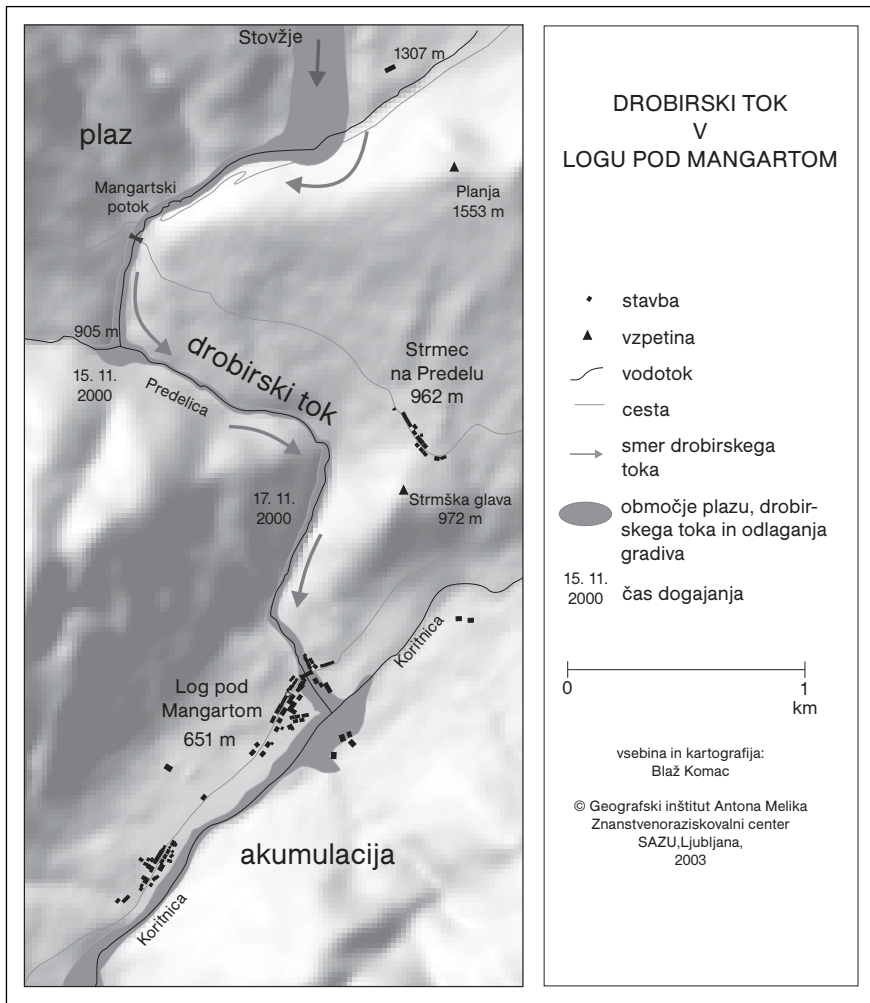 Stovžje
1307 m
plaz
Mangartski
potok
Planja
1553 m
905 m
15. 11.
2000
Predelica
drobirski tok
Strmec
na Predelu
962 m
17. 11.
2000
Strmška glava
972 m
Koritnica
Log pod
Mangartom
651 m
akumulacija
Koritnica
DROBIRSKI TOK
V
LOGU POD MANGARTOM
stavba
vzpetina
vodotok
cesta
smer drobirskega
toka
območje plazu, drobir-
skega toka in odlaganja
gradiva
15. 11.
2000
čas dogajanja
0
1
km
vsebina in kartografija:
Blaž Komac
© Geografski inštitut Antona Melika
Znanstvenoraziskovalni center
SAZU,Ljubljana,
2003